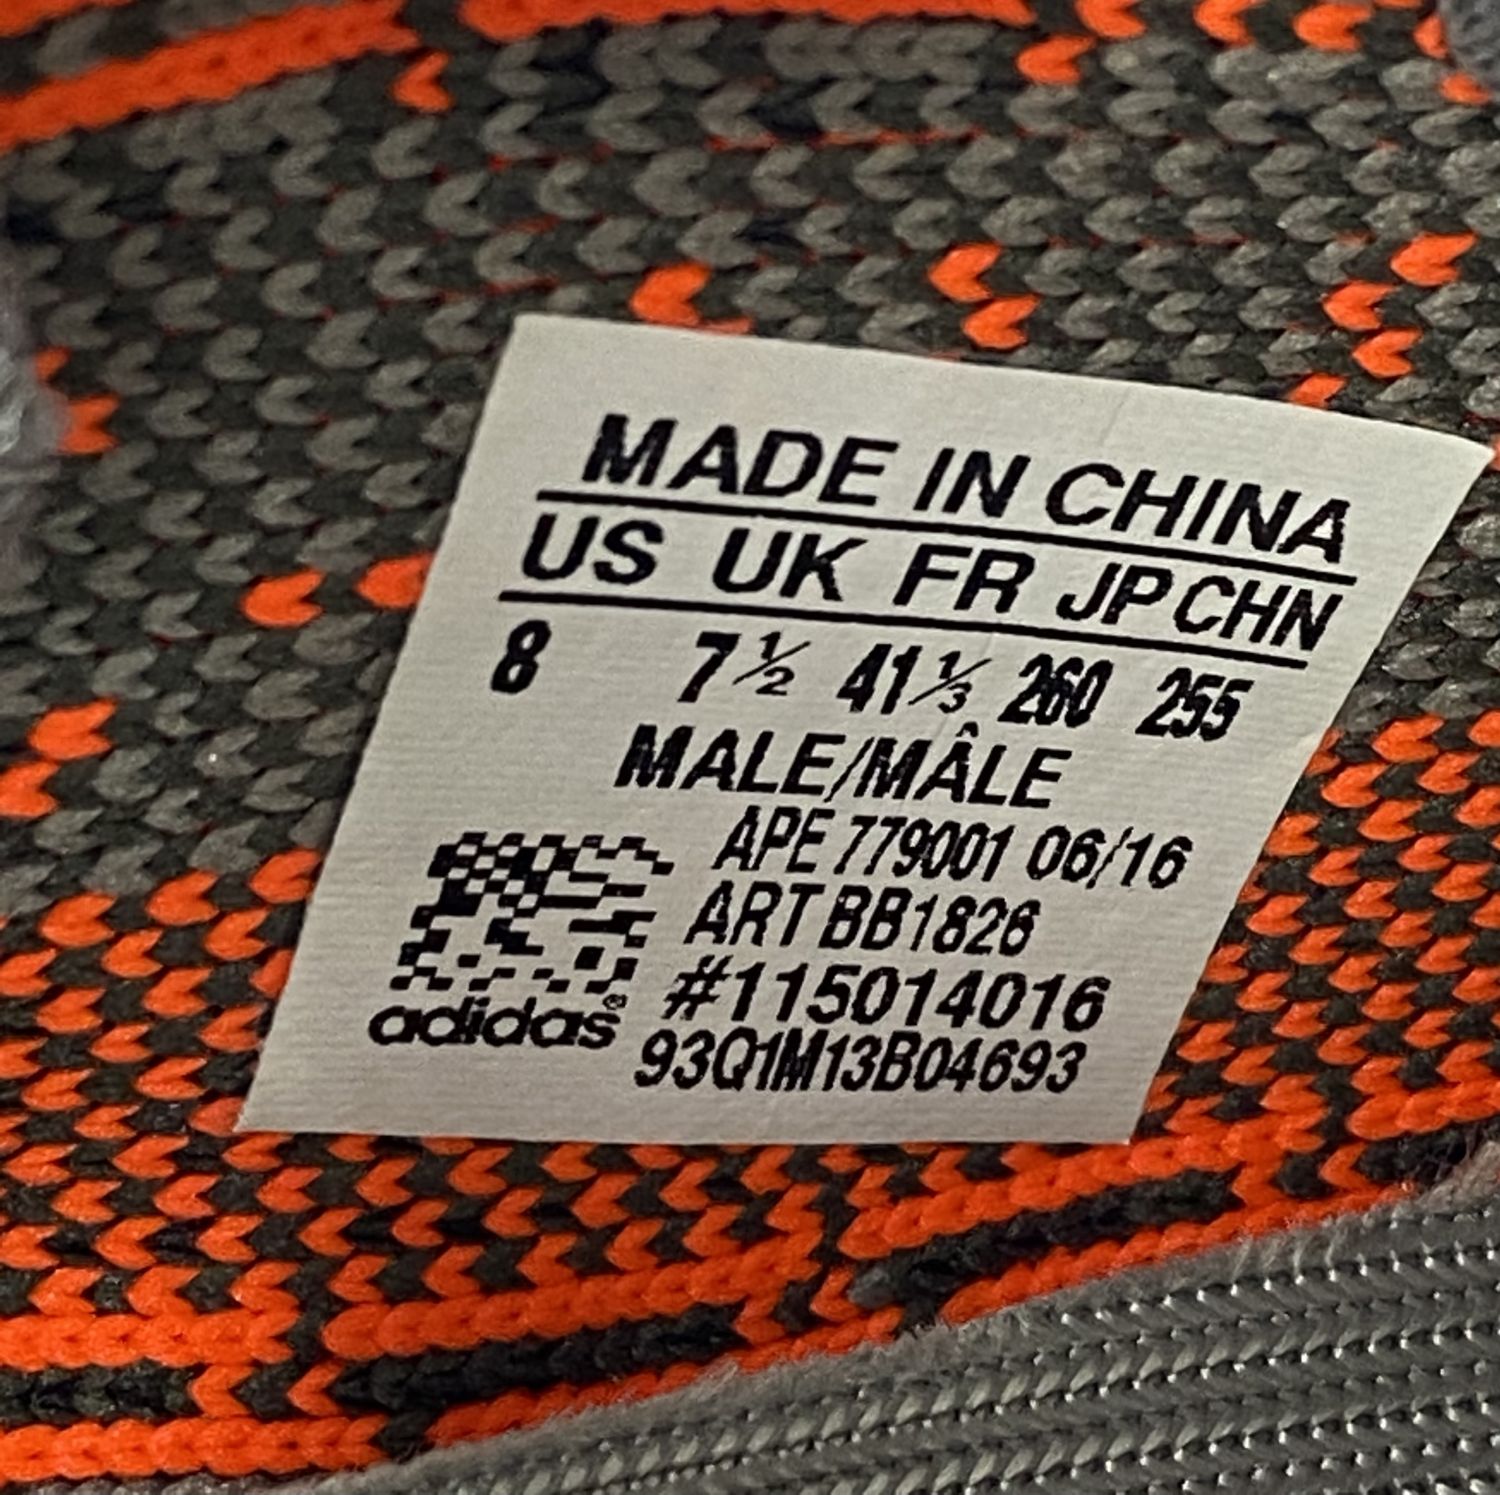 MADE IN CHINA
US UK FR JP CHN
8 7½ 41⅓ 260 255
MALE/MÂLE
APE 779001 06/16
ART BB1826
#115014016
adidas®
93Q1M13B04693